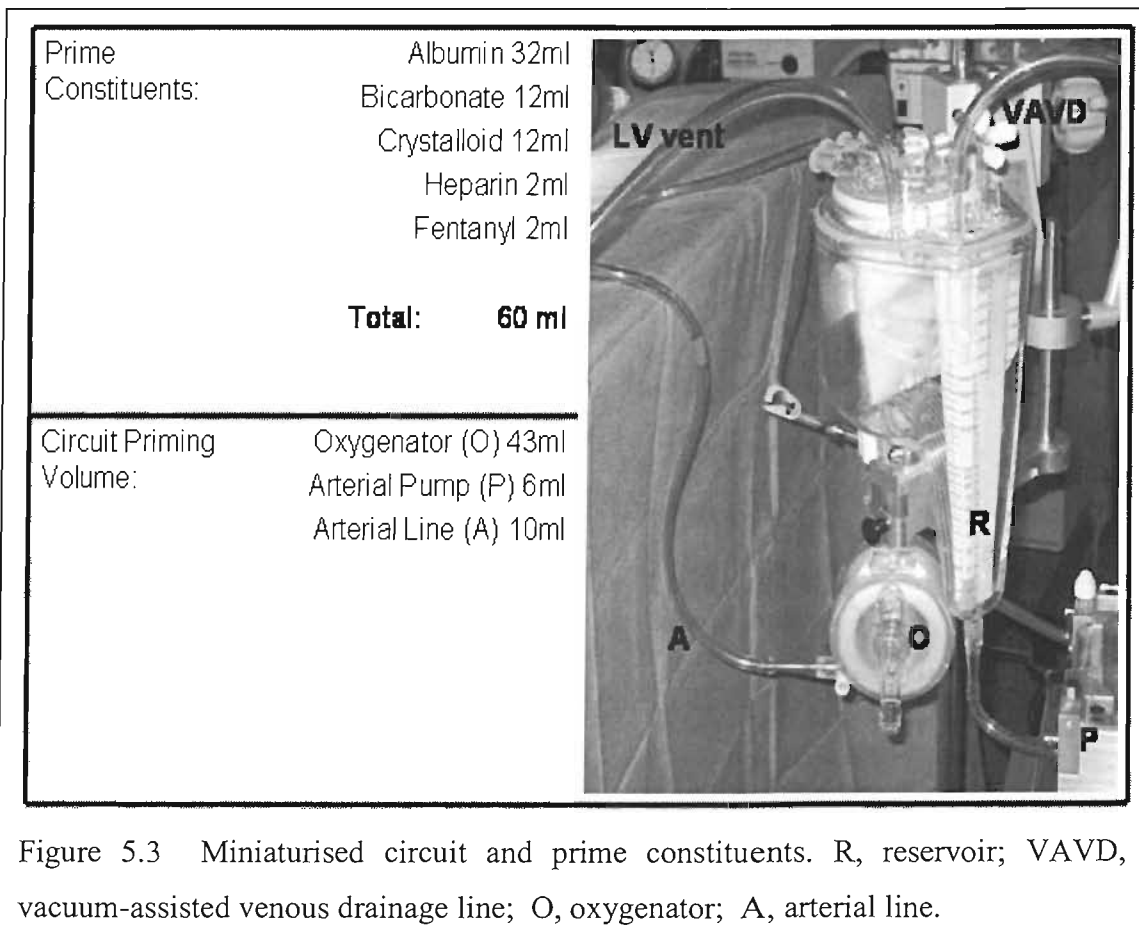 Prime Albumin 32ml
Constituents: Bicarbonate 12ml
Crystalloid 12ml
Heparin 2ml
Fentanyl 2ml
Total: 60 ml
Circuit Priming Oxygenator (O) 43ml
Volume: Arterial Pump (P) 6ml
Arterial Line (A) 10ml
LV vent
VAVD
R
A
O
P
Figure 5.3 Miniaturised circuit and prime constituents. R, reservoir; VAVD,
vacuum-assisted venous drainage line; O, oxygenator; A, arterial line.